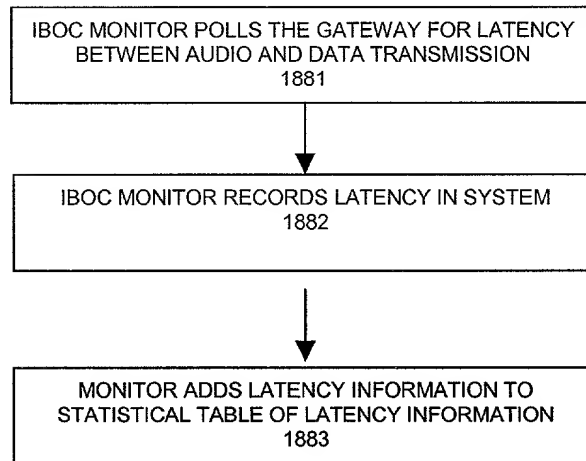 IBOC MONITOR POLLS THE GATEWAY FOR LATENCY
BETWEEN AUDIO AND DATA TRANSMISSION
1881
IBOC MONITOR RECORDS LATENCY IN SYSTEM
1882
MONITOR ADDS LATENCY INFORMATION TO
STATISTICAL TABLE OF LATENCY INFORMATION
1883